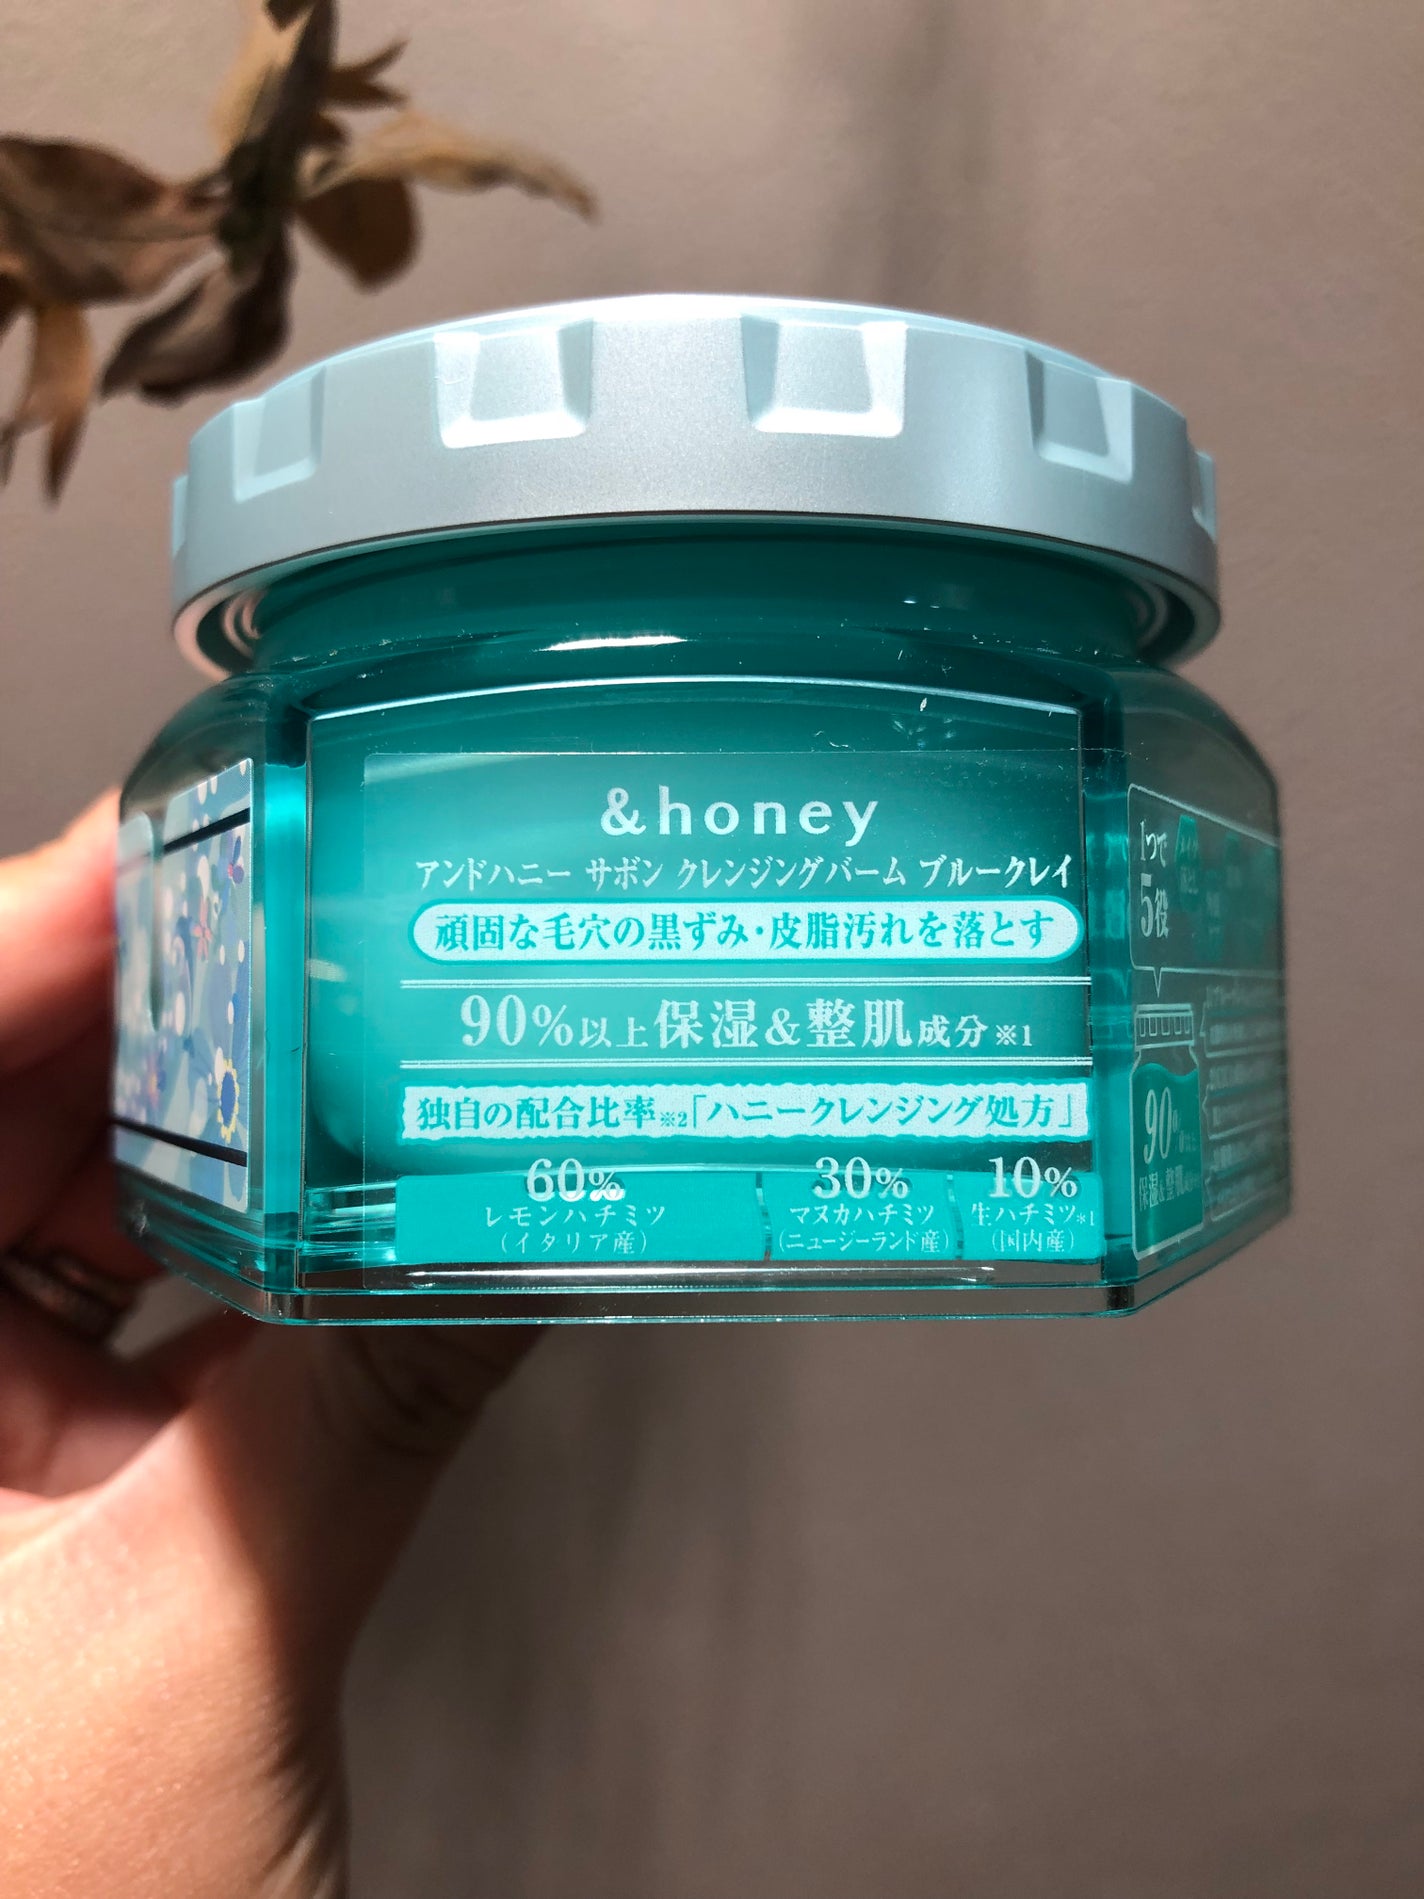 &honey
アンドハニー サボン クレンジングバーム ブルークレイ
頑固な毛穴の黒ずみ・皮脂汚れを落とす
90%以上保湿&整肌成分※1
独自の配合比率※2「ハニークレンジング処方」
60%
レモンハチミツ
(イタリア産)
30%
マヌカハチミツ
(ニュージーランド産)
10%
生ハチミツ*1
(国内産)
1つで
5役
90%
保湿&整肌